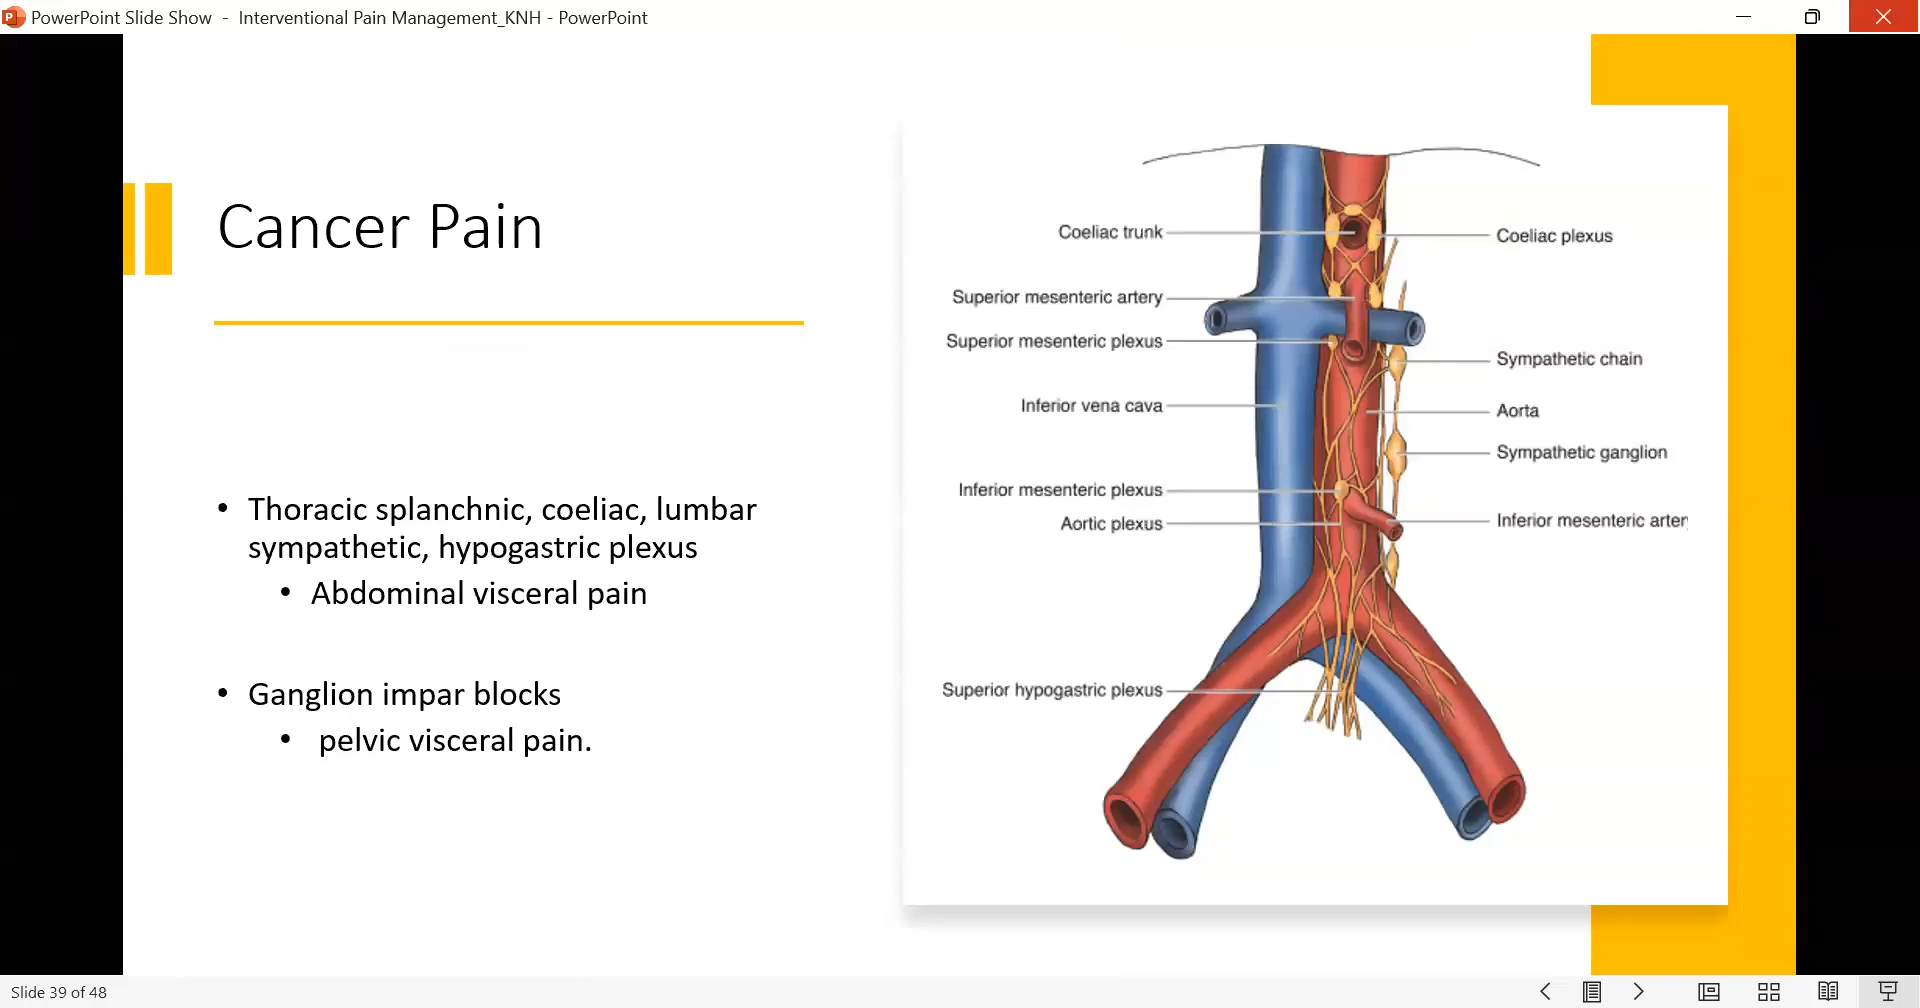 PowerPoint Slide Show - Interventional Pain Management_KNH - PowerPoint
Cancer Pain
• Thoracic splanchnic, coeliac, lumbar
sympathetic, hypogastric plexus
• Abdominal visceral pain
• Ganglion impar blocks
• pelvic visceral pain.
Coeliac trunk
Superior mesenteric artery
Superior mesenteric plexus
Inferior vena cava
Inferior mesenteric plexus
Aortic plexus
Superior hypogastric plexus
Coeliac plexus
Sympathetic chain
Aorta
Sympathetic ganglion
Inferior mesenteric artery
Slide 39 of 48